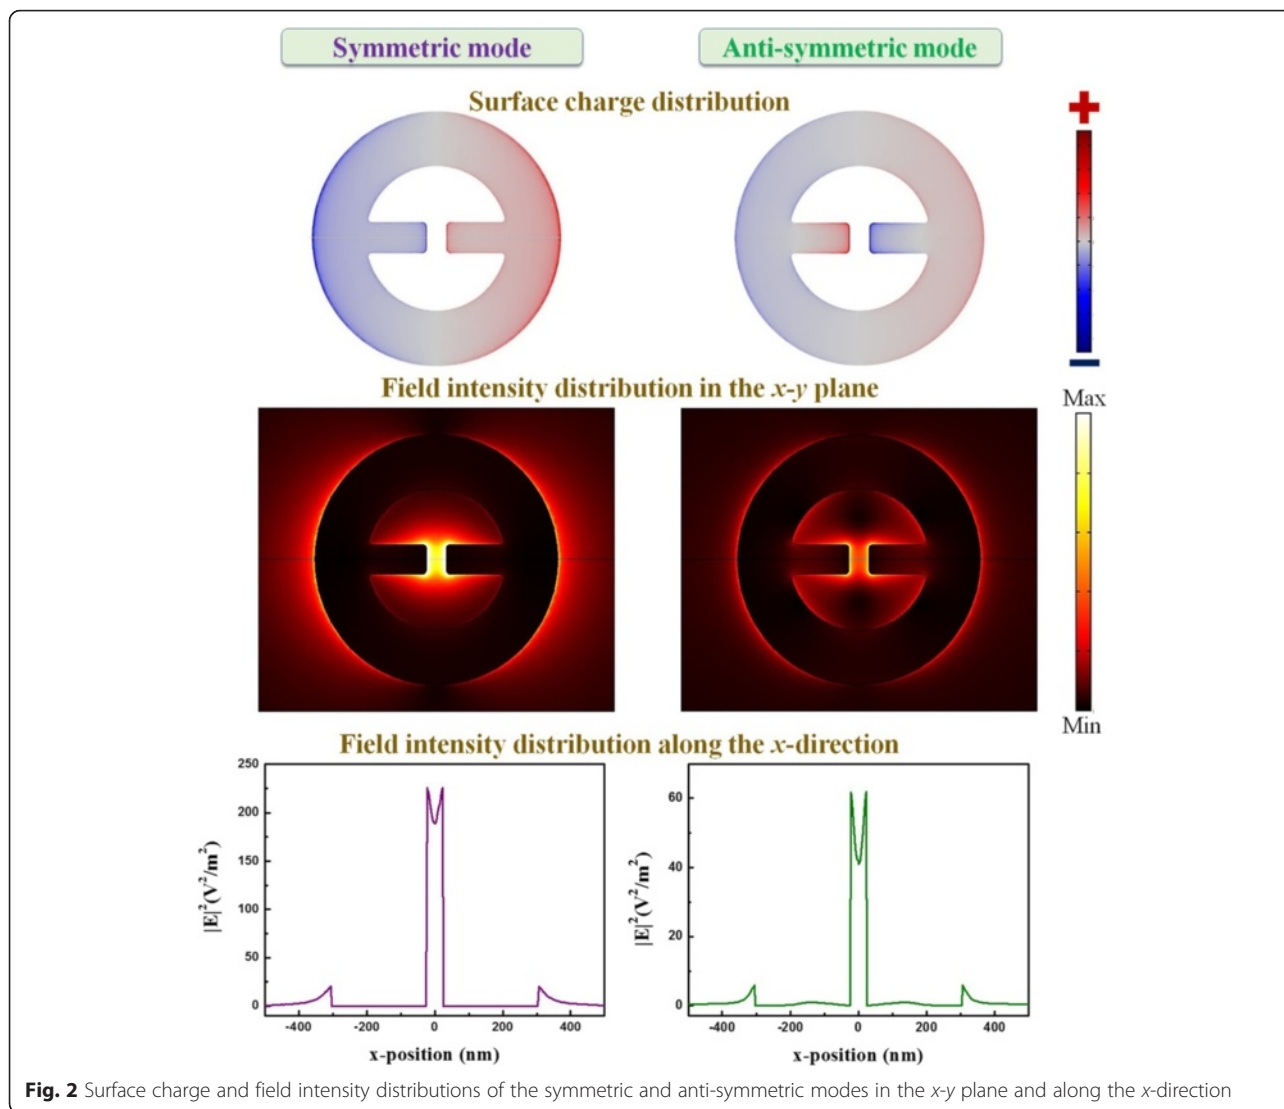 Symmetric mode
Anti-symmetric mode
Surface charge distribution
+
−
Field intensity distribution in the x-y plane
Max
Min
Field intensity distribution along the x-direction
250
200
150
100
50
0
|E|²(V²/m²)
-400 -200 0 200 400
x-position (nm)
60
40
20
0
|E|²(V²/m²)
-400 -200 0 200 400
x-position (nm)
Fig. 2 Surface charge and field intensity distributions of the symmetric and anti-symmetric modes in the x-y plane and along the x-direction